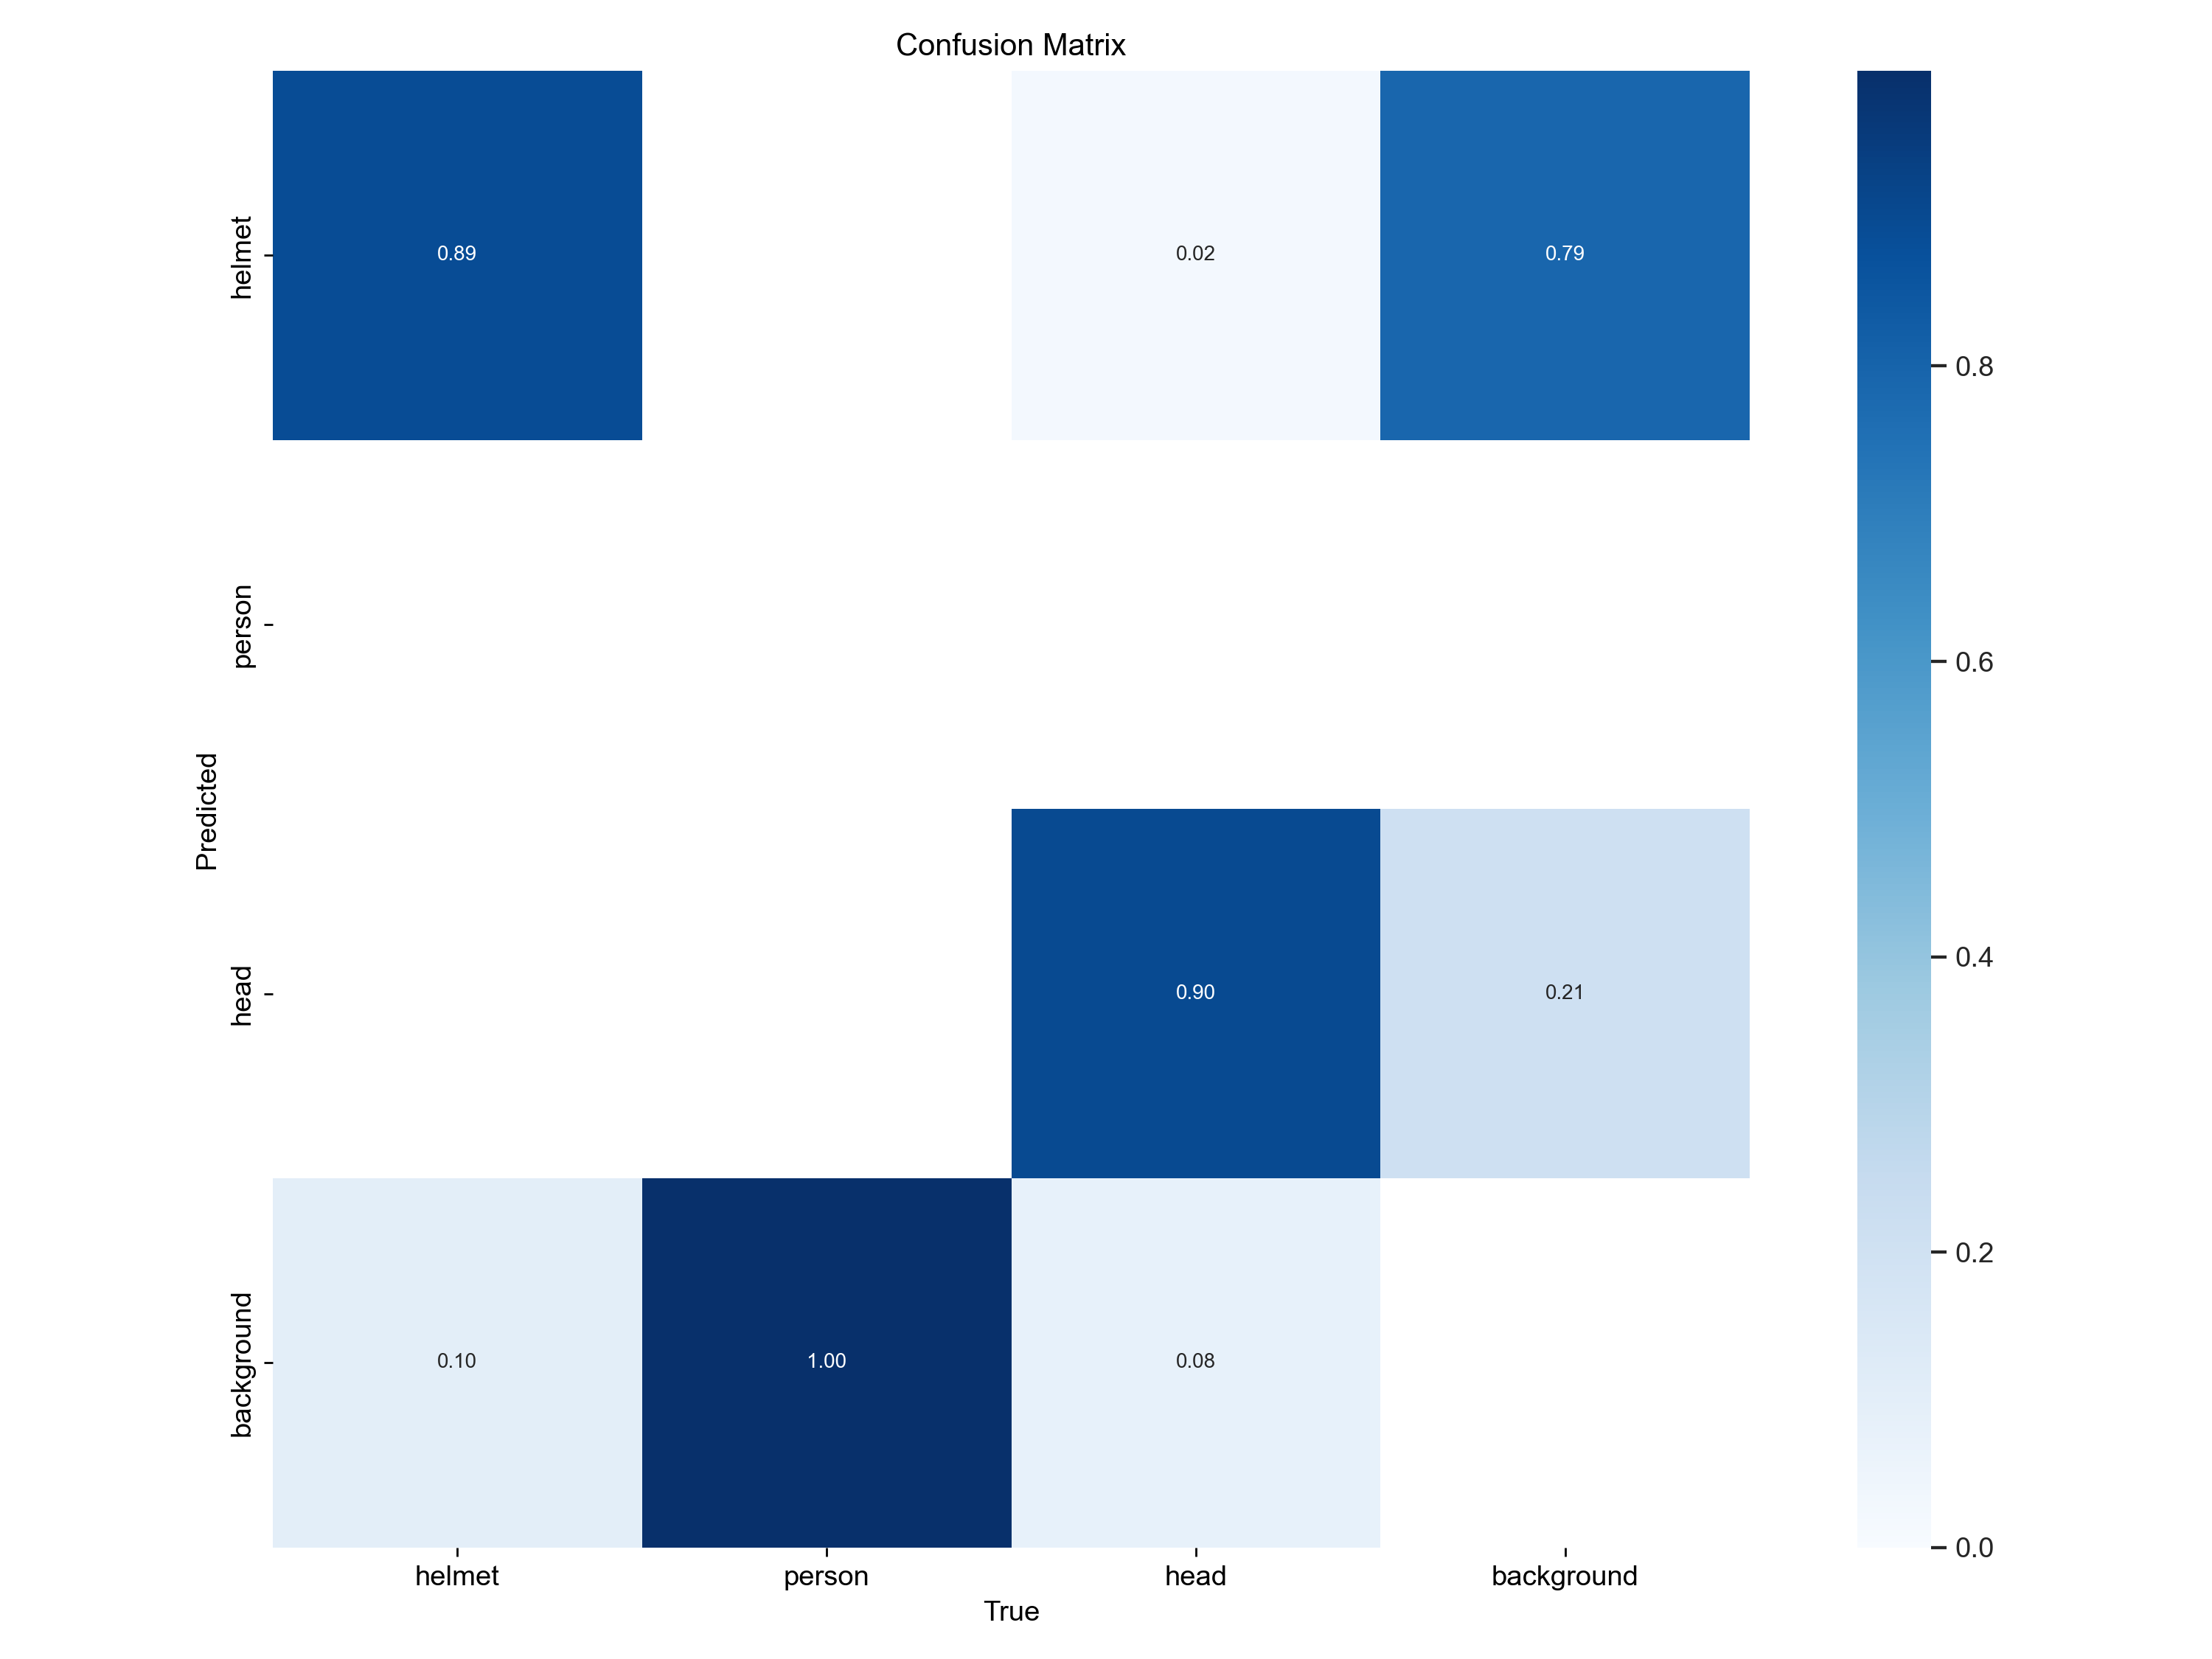 Confusion Matrix
helmet
0.89
0.02
0.79
0.8
person
0.6
Predicted
head
0.90
0.21
0.4
0.2
background
0.10
1.00
0.08
0.0
helmet
person
head
background
True